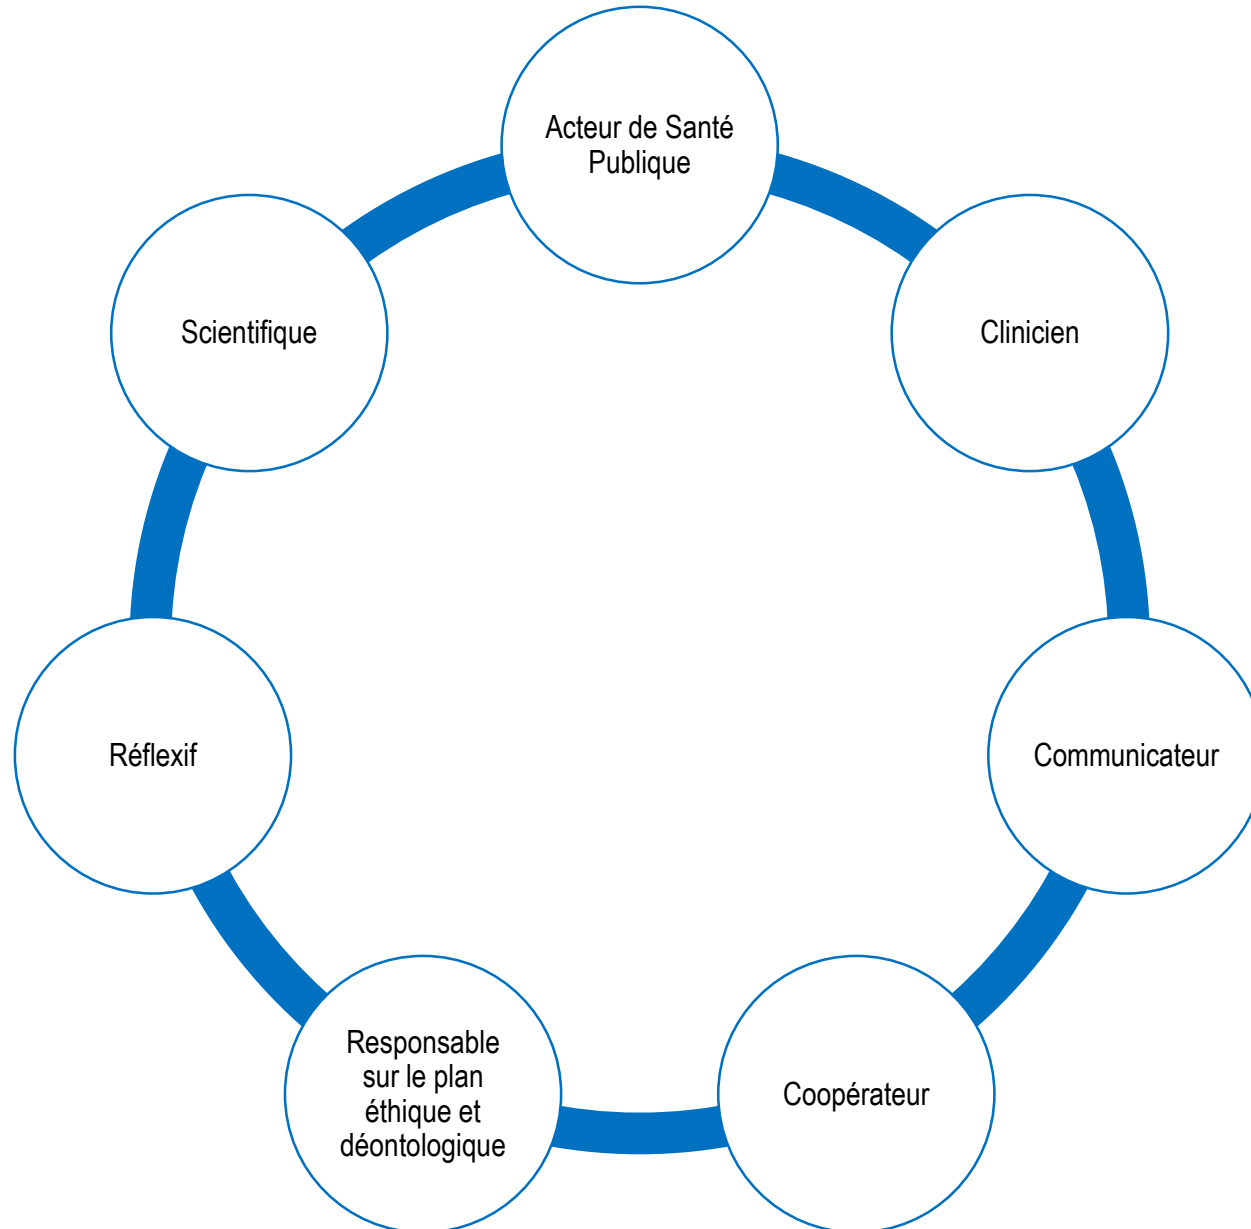 Acteur de Santé
Publique
Scientifique
Clinicien
Réflexif
Communicateur
Responsable
sur le plan
éthique et
déontologique
Coopérateur